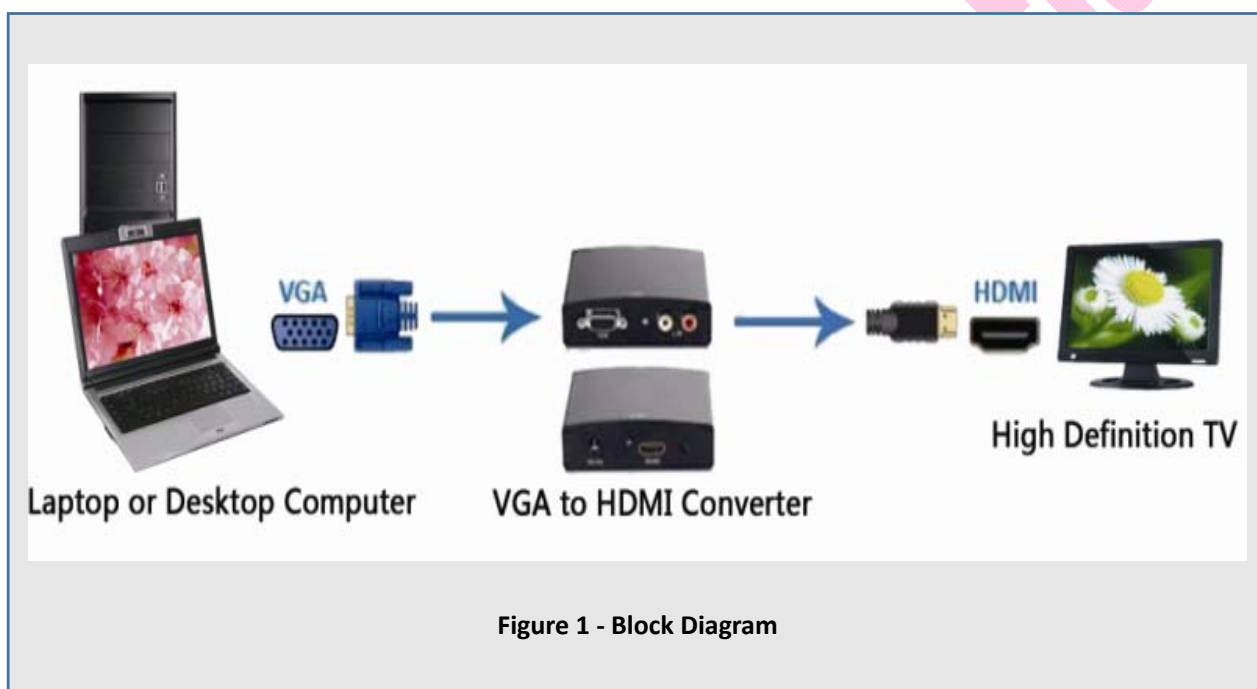 VGA
HDMI
High Definition TV
Laptop or Desktop Computer
VGA to HDMI Converter
Figure 1 - Block Diagram